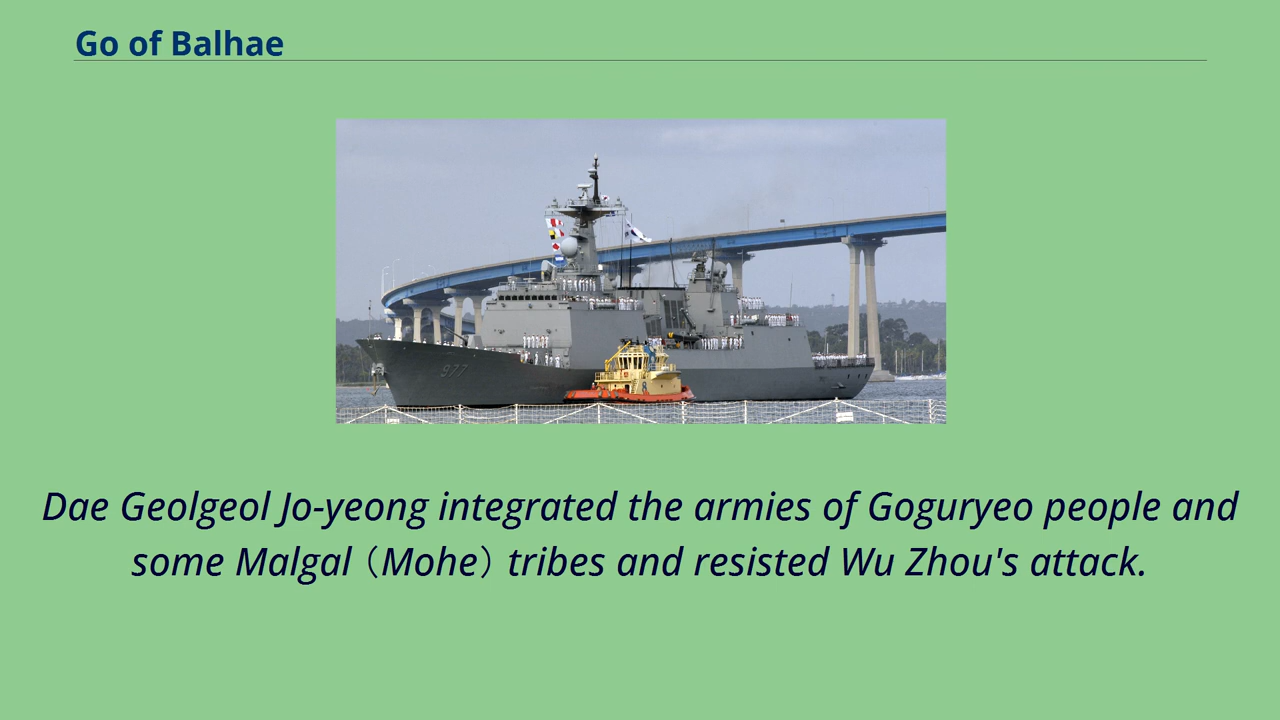 Go of Balhae
977
Dae Geolgeol Jo-yeong integrated the armies of Goguryeo people and
some Malgal（Mohe）tribes and resisted Wu Zhou's attack.